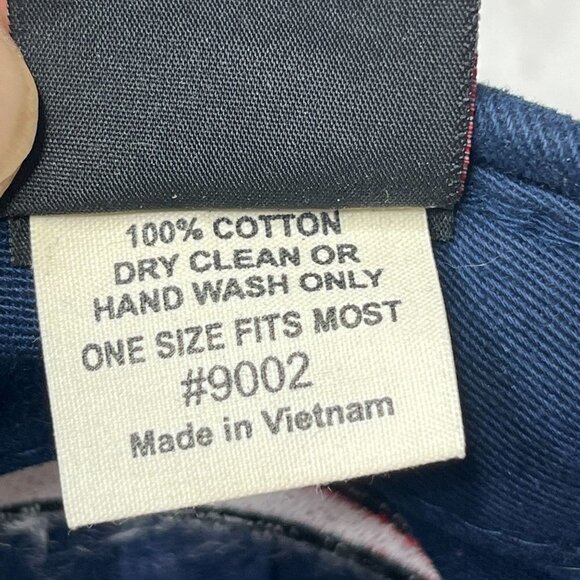 100% COTTON
DRY CLEAN OR
HAND WASH ONLY
ONE SIZE FITS MOST
#9002
Made in Vietnam